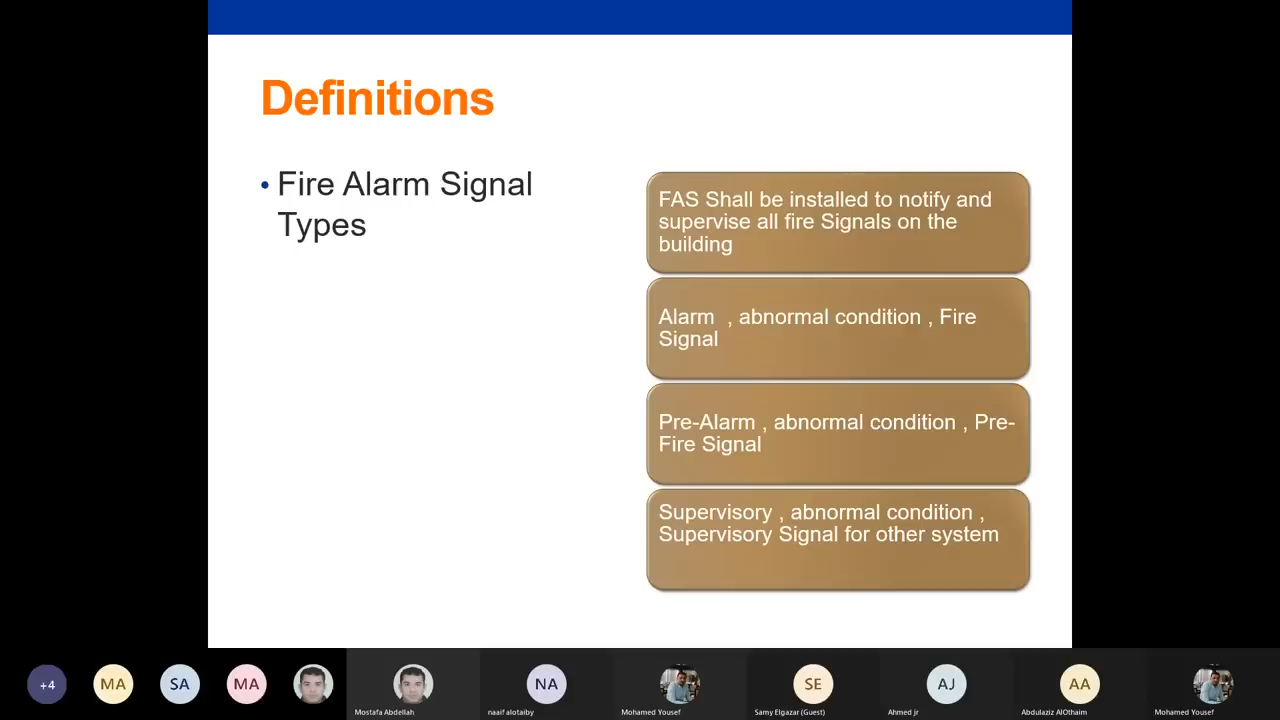 Definitions
• Fire Alarm Signal
Types
FAS Shall be installed to notify and
supervise all fire Signals on the
building
Alarm , abnormal condition , Fire
Signal
Pre-Alarm , abnormal condition , Pre-
Fire Signal
Supervisory , abnormal condition ,
Supervisory Signal for other system
+4 MA SA MA NA SE AJ AA
Mostafa Abdellah naaif alotaiby Mohamed Yousef Samy Elgazar (Guest) Ahmed jr Abdulaziz AlOthaim Mohamed Yousef